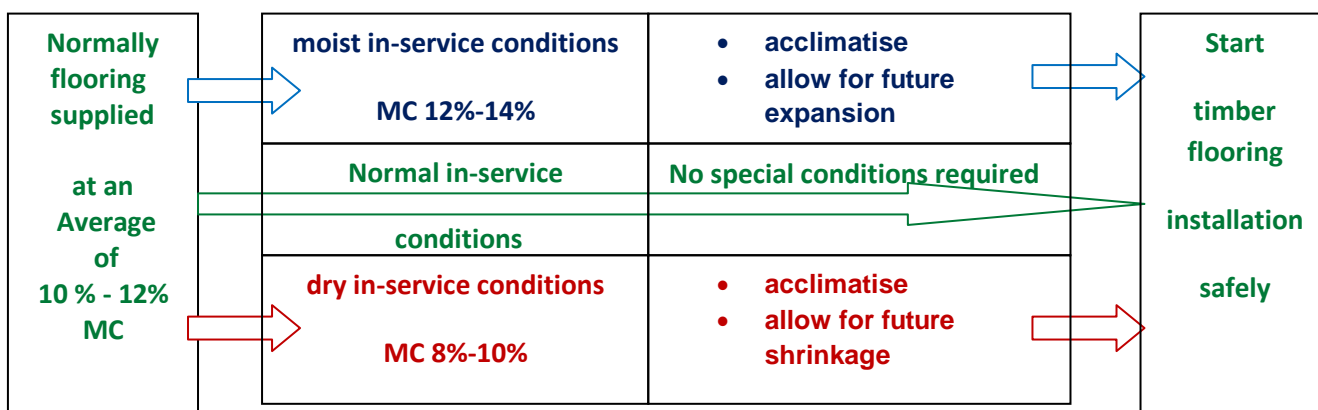 Normally
flooring
supplied
at an
Average
of
10 % - 12%
MC
moist in-service conditions
MC 12%-14%
• acclimatise
• allow for future
expansion
Normal in-service
conditions
No special conditions required
dry in-service conditions
MC 8%-10%
• acclimatise
• allow for future
shrinkage
Start
timber
flooring
installation
safely